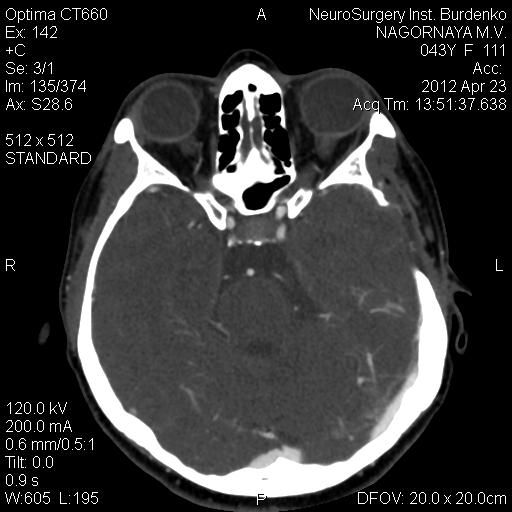 Optima CT660
Ex: 142
+C
Se: 3/1
Im: 135/374
Ax: S28.6
512 x 512
STANDARD
A
NeuroSurgery Inst. Burdenko
NAGORNAYA M.V.
043Y F 111
Acc:
2012 Apr 23
Acq Tm: 13:51:37.638
R
L
120.0 kV
200.0 mA
0.6 mm/0.5:1
Tilt: 0.0
0.9 s
W:605 L:195
P
DFOV: 20.0 x 20.0cm